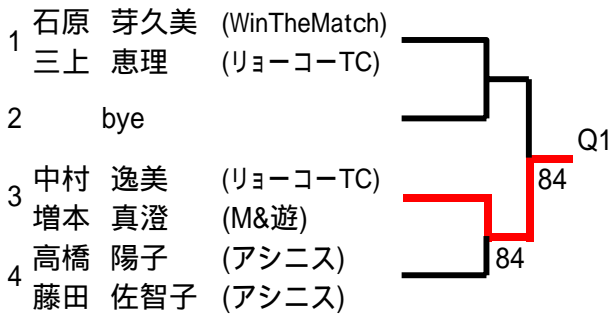 1 石原 芽久美 (WinTheMatch)
三上 恵理 (リョーコーTC)
2 bye
Q1
3 中村 逸美 (リョーコーTC)
84
増本 真澄 (M&遊)
4 高橋 陽子 (アシニス)
84
藤田 佐智子 (アシニス)